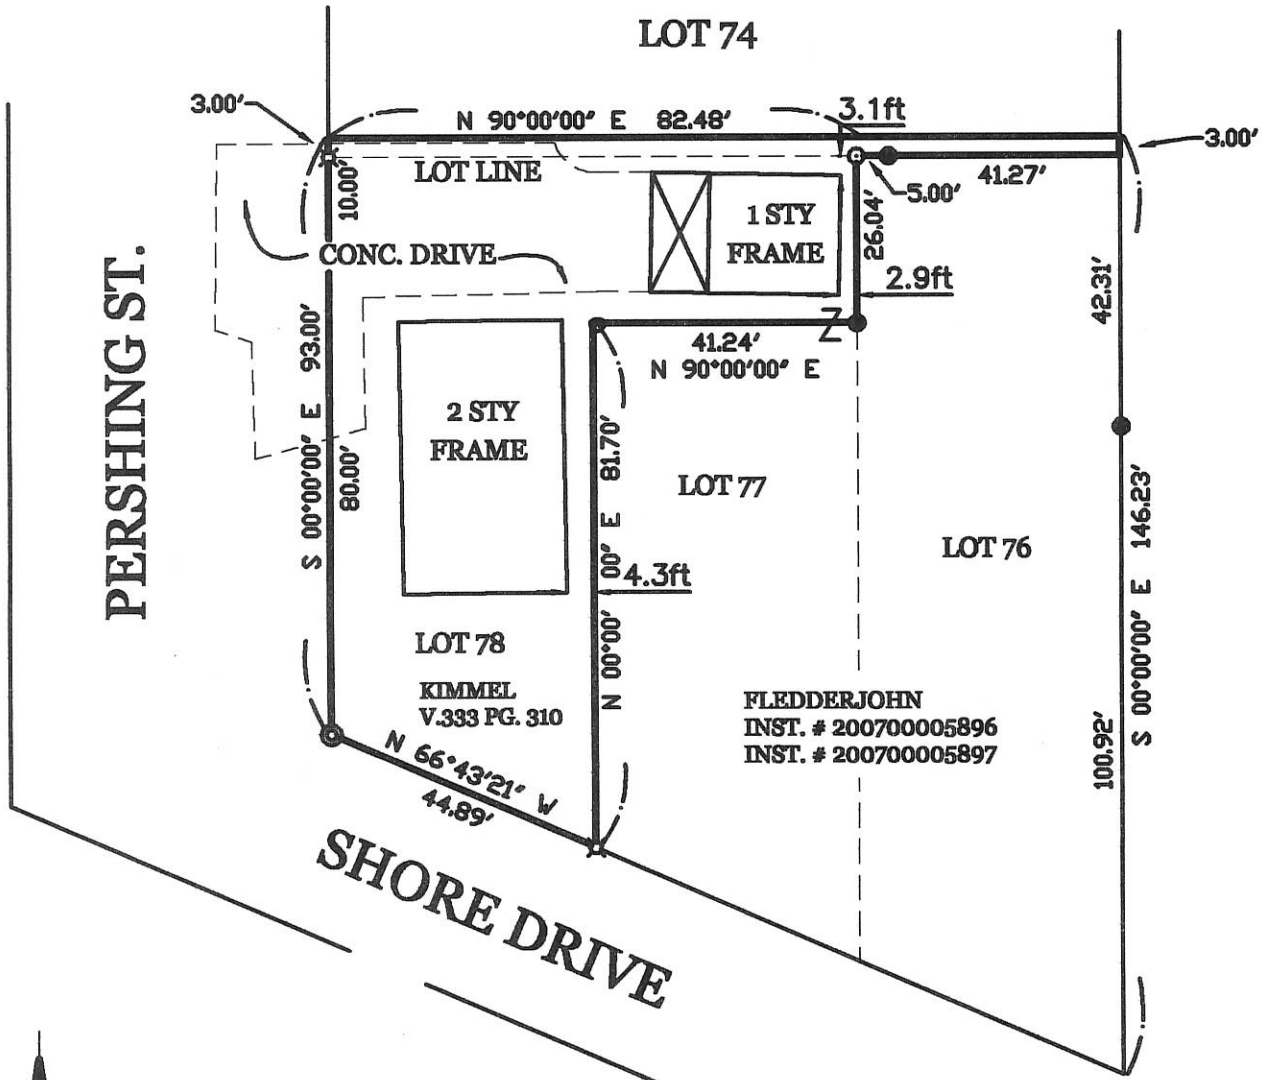 LOT 74
3.00'
N 90°00'00" E 82.48'
3.1ft
3.00'
LOT LINE
41.27'
5.00'
10.00'
1 STY
FRAME
26.04'
CONC. DRIVE
2.9ft
42.31'
PERSHING ST.
S 00°00'00" E 93.00'
80.00'
41.24'
N 90°00'00" E
2 STY
FRAME
N 00°00' 00" E 81.70'
LOT 77
LOT 76
4.3ft
S 00°00'00" E 146.23'
LOT 78
KIMMEL
V.333 PG. 310
FLEDDERJOHN
INST. # 200700005896
INST. # 200700005897
100.92'
N 66°43'21" W
44.89'
SHORE DRIVE